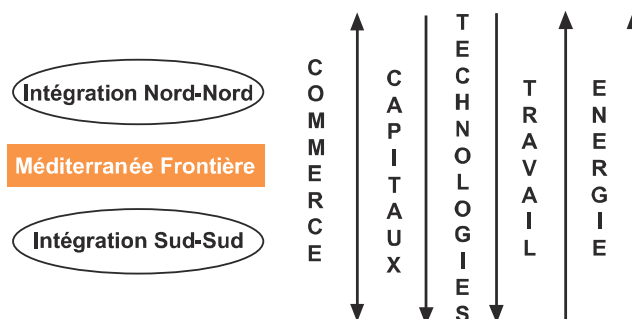 Intégration Nord-Nord
Méditerranée Frontière
Intégration Sud-Sud
COMMERCE
CAPITAUX
TECHNOLOGIES
TRAVAIL
ENERGIE